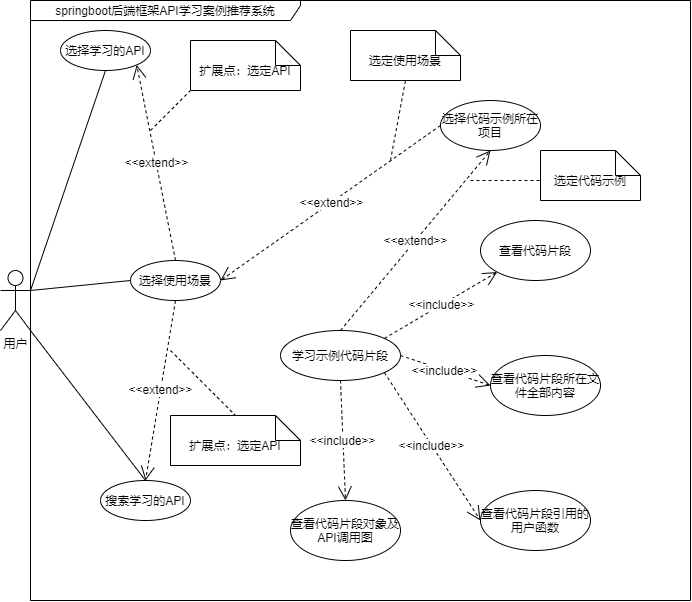 springboot后端框架API学习案例推荐系统
选择学习的API
扩展点：选定API
选定使用场景
选择代码示例所在
项目
<<extend>>
选定代码示例
<<extend>>
<<extend>>
查看代码片段
选择使用场景
<<include>>
用户
学习示例代码片段
<<include>>
查看代码片段所在文
件全部内容
<<extend>>
扩展点：选定API
<<include>>
<<include>>
搜索学习的API
查看代码片段对象及
API调用图
查看代码片段引用的
用户函数